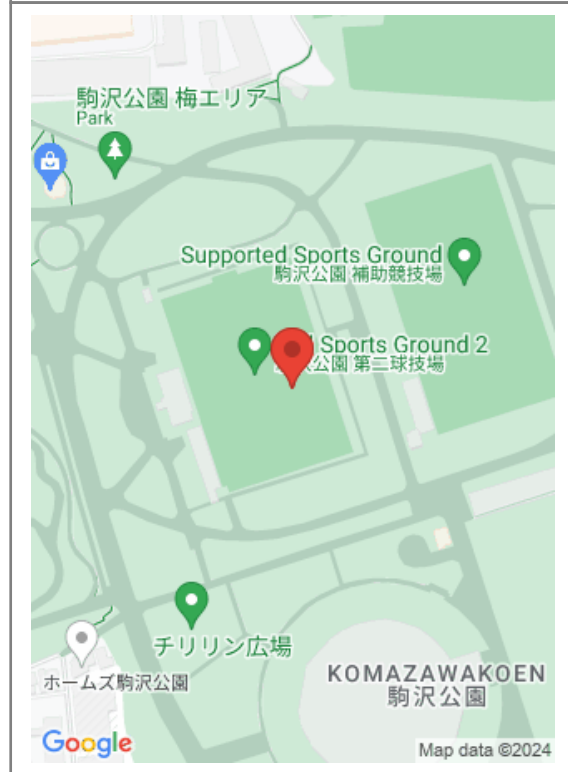 駒沢公園 梅エリア
Park
Supported Sports Ground
駒沢公園 補助競技場
Sports Ground 2
公園 第二球技場
チリリン広場
ホームズ駒沢公園
KOMAZAWAKOEN
駒沢公園
Google
Map data ©2024